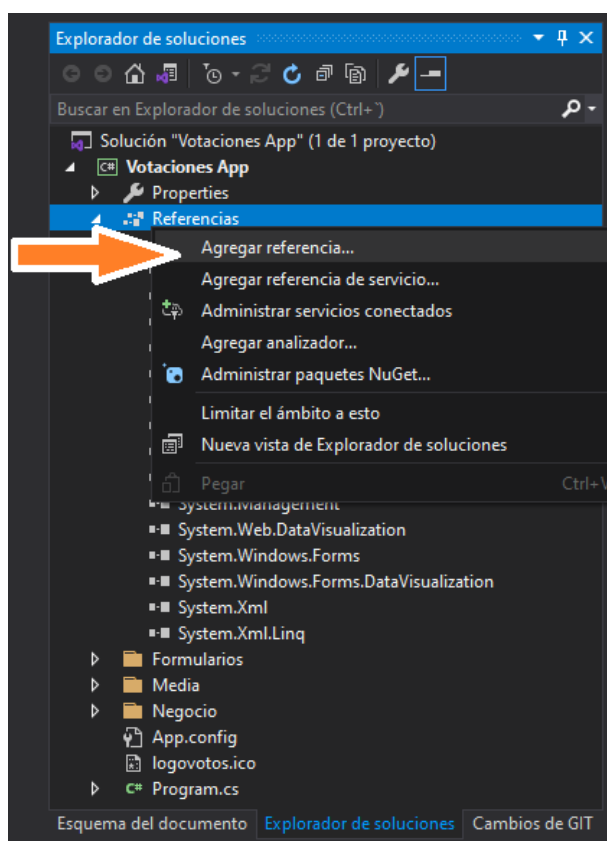 Explorador de soluciones
Buscar en Explorador de soluciones (Ctrl+`)
Solución "Votaciones App" (1 de 1 proyecto)
C# Votaciones App
Properties
Referencias
Agregar referencia...
Agregar referencia de servicio...
Administrar servicios conectados
Agregar analizador...
Administrar paquetes NuGet...
Limitar el ámbito a esto
Nueva vista de Explorador de soluciones
Pegar Ctrl+V
System.Management
System.Web.DataVisualization
System.Windows.Forms
System.Windows.Forms.DataVisualization
System.Xml
System.Xml.Linq
Formularios
Media
Negocio
App.config
logovotos.ico
C# Program.cs
Esquema del documento Explorador de soluciones Cambios de GIT